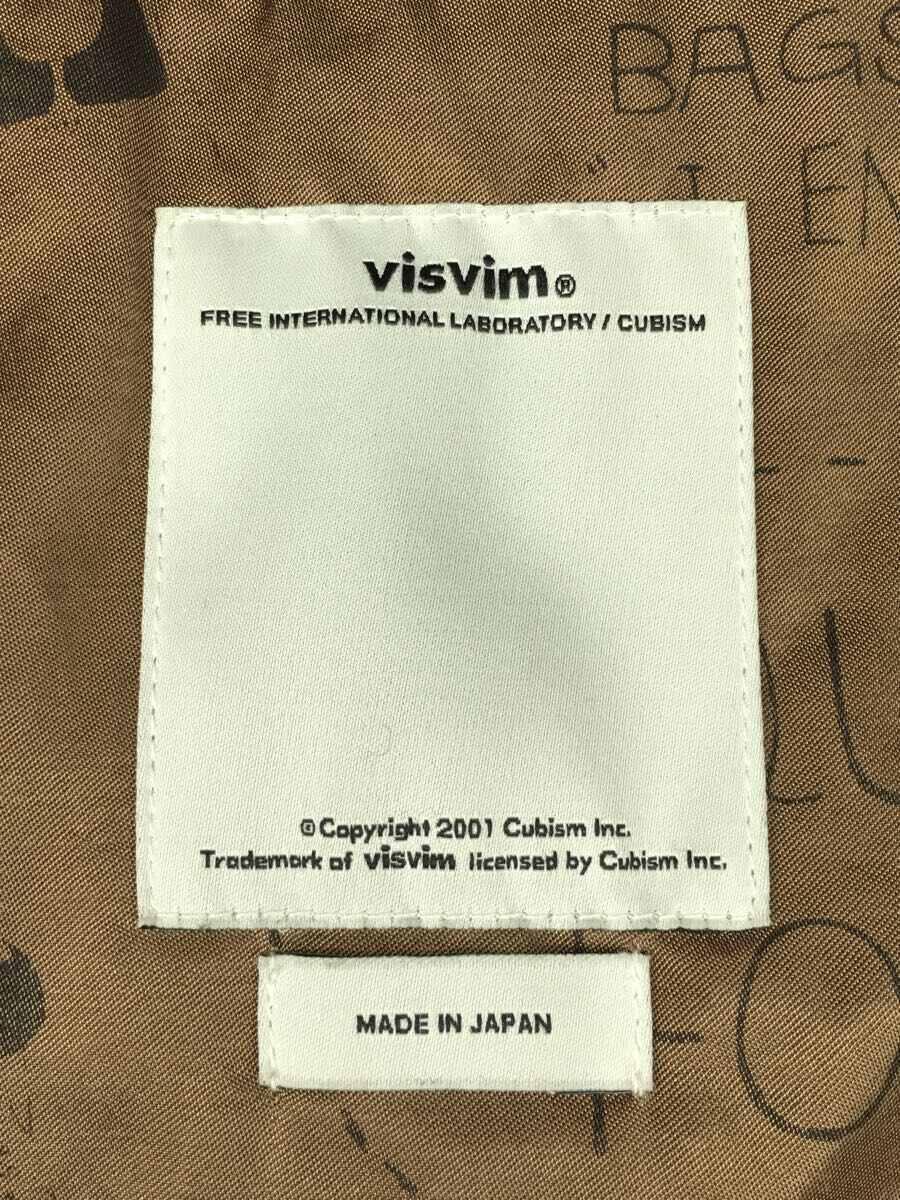 BAGS
"I EN
visvim®
FREE INTERNATIONAL LABORATORY / CUBISM
©Copyright 2001 Cubism Inc.
Trademark of visvim licensed by Cubism Inc.
MADE IN JAPAN